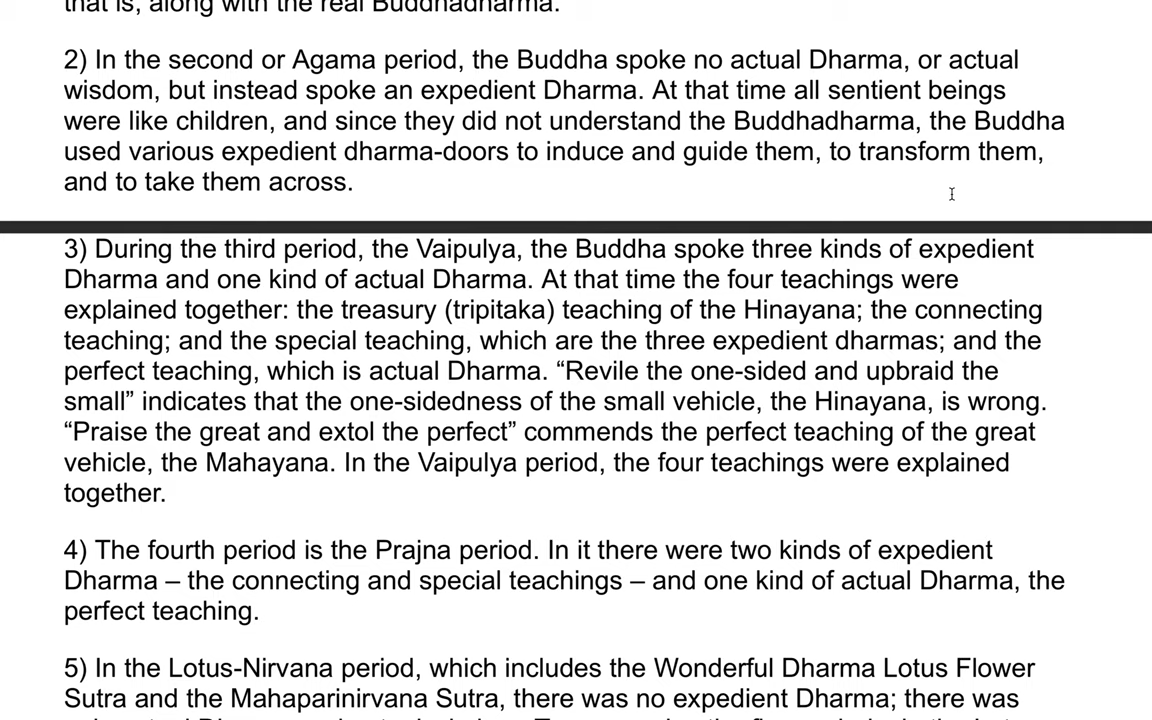 that is, along with the real Buddhadharma.
2) In the second or Agama period, the Buddha spoke no actual Dharma, or actual
wisdom, but instead spoke an expedient Dharma. At that time all sentient beings
were like children, and since they did not understand the Buddhadharma, the Buddha
used various expedient dharma-doors to induce and guide them, to transform them,
and to take them across.
3) During the third period, the Vaipulya, the Buddha spoke three kinds of expedient
Dharma and one kind of actual Dharma. At that time the four teachings were
explained together: the treasury (tripitaka) teaching of the Hinayana; the connecting
teaching; and the special teaching, which are the three expedient dharmas; and the
perfect teaching, which is actual Dharma. “Revile the one-sided and upbraid the
small” indicates that the one-sidedness of the small vehicle, the Hinayana, is wrong.
“Praise the great and extol the perfect” commends the perfect teaching of the great
vehicle, the Mahayana. In the Vaipulya period, the four teachings were explained
together.
4) The fourth period is the Prajna period. In it there were two kinds of expedient
Dharma – the connecting and special teachings – and one kind of actual Dharma, the
perfect teaching.
5) In the Lotus-Nirvana period, which includes the Wonderful Dharma Lotus Flower
Sutra and the Mahaparinirvana Sutra, there was no expedient Dharma; there was